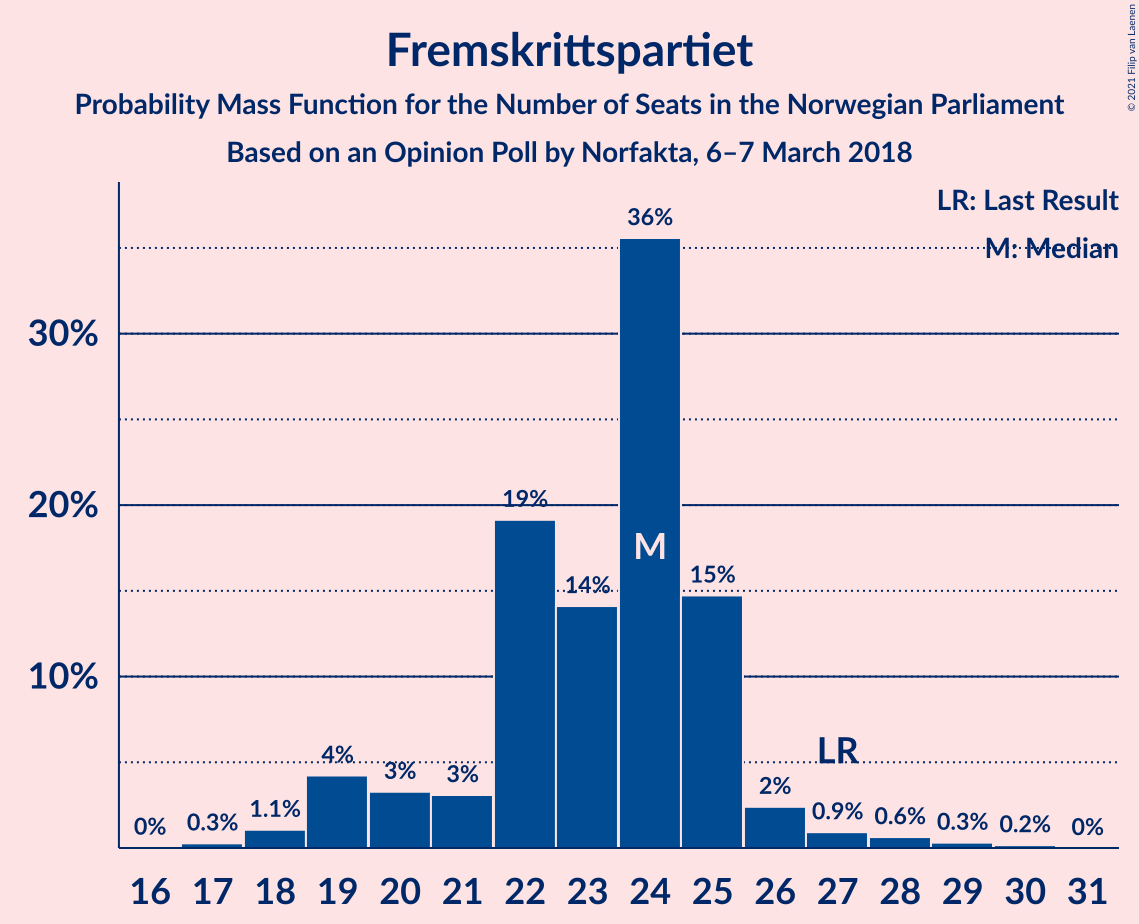 Fremskrittspartiet
Probability Mass Function for the Number of Seats in the Norwegian Parliament
Based on an Opinion Poll by Norfakta, 6–7 March 2018
© 2021 Filip van Laenen
LR: Last Result
M: Median
36%
30%
19%
20%
M
15%
14%
10%
LR
4%
3%
3%
2%
0%
0.3%
1.1%
0.9%
0.6%
0.3%
0.2%
0%
16 17 18 19 20 21 22 23 24 25 26 27 28 29 30 31